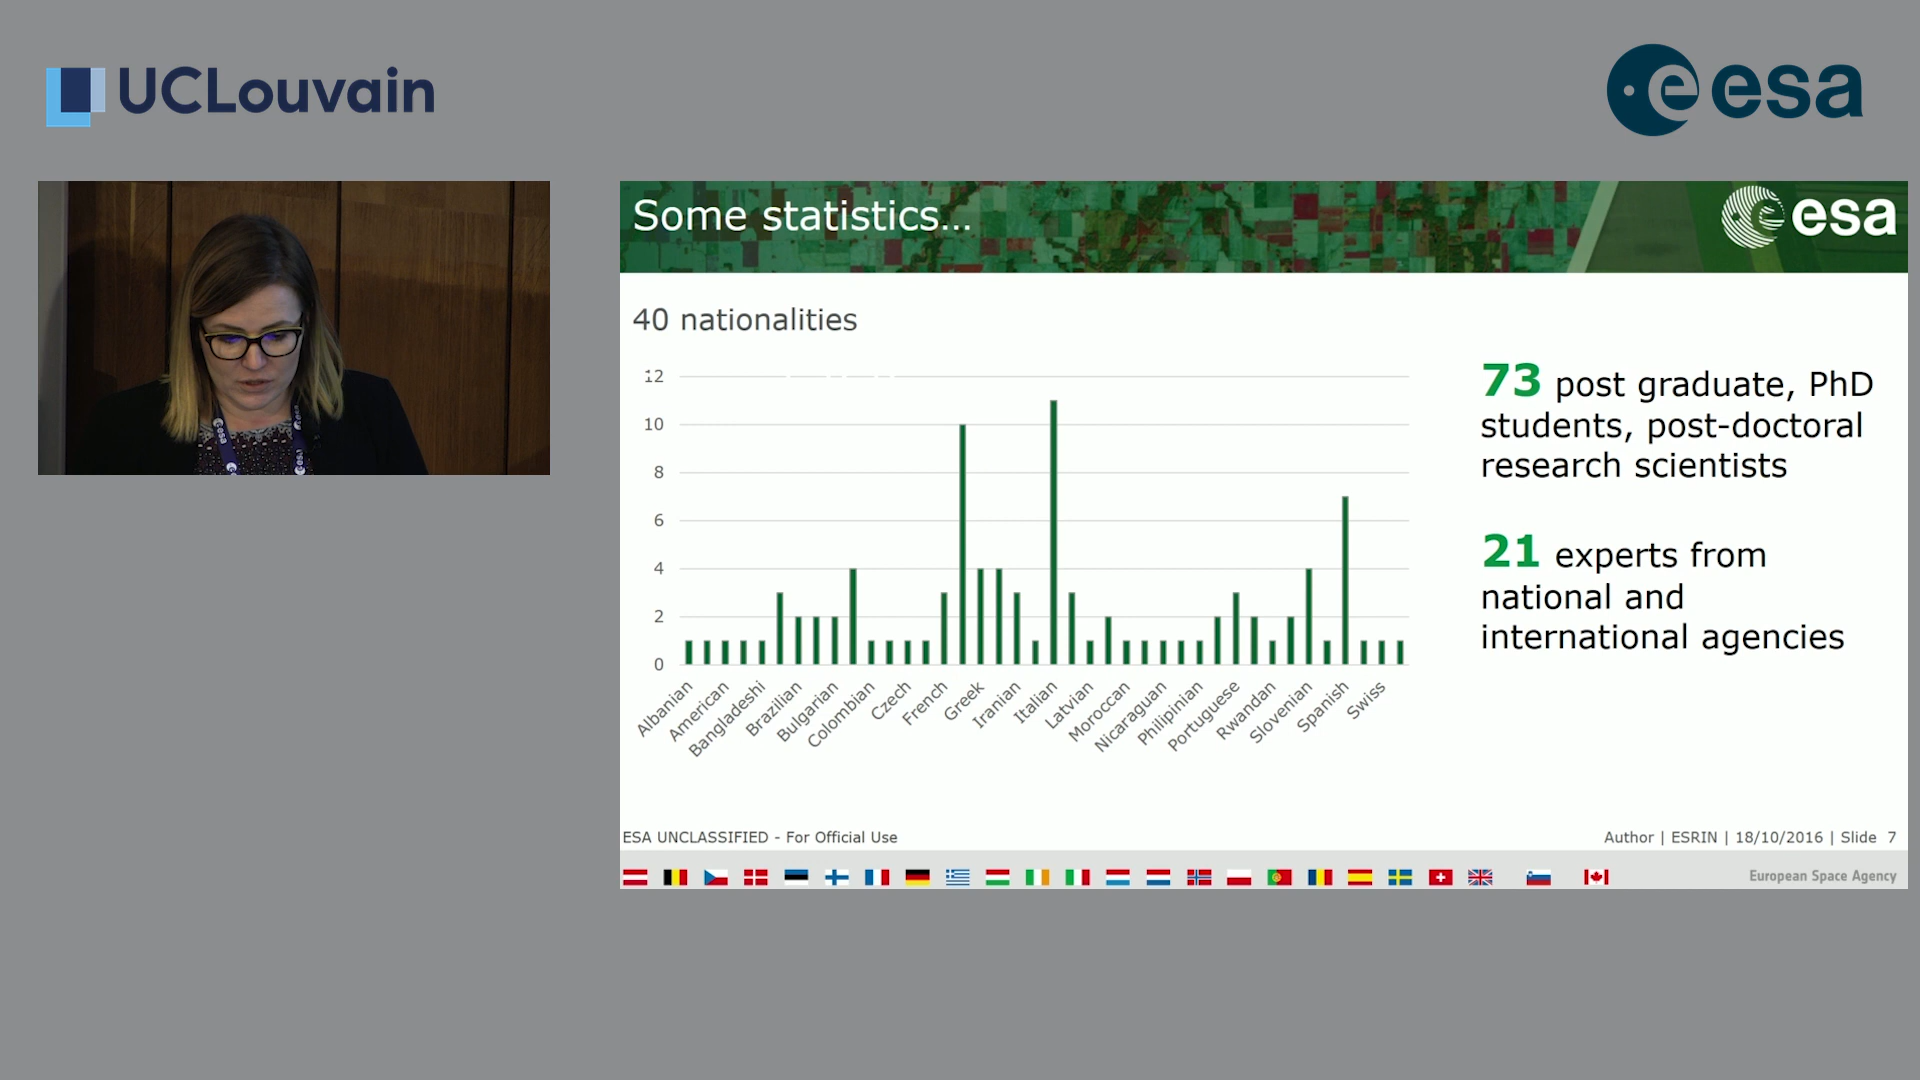 UCLouvain
esa
Some statistics...
esa
40 nationalities
12
10
8
6
4
2
0
Albanian
American
Bangladeshi
Brazilian
Bulgarian
Colombian
Czech
French
Greek
Iranian
Italian
Latvian
Moroccan
Nicaraguan
Philipinian
Portuguese
Rwandan
Slovenian
Spanish
Swiss
73 post graduate, PhD
students, post-doctoral
research scientists
21 experts from
national and
international agencies
ESA UNCLASSIFIED - For Official Use
Author | ESRIN | 18/10/2016 | Slide 7
European Space Agency
esa
esa